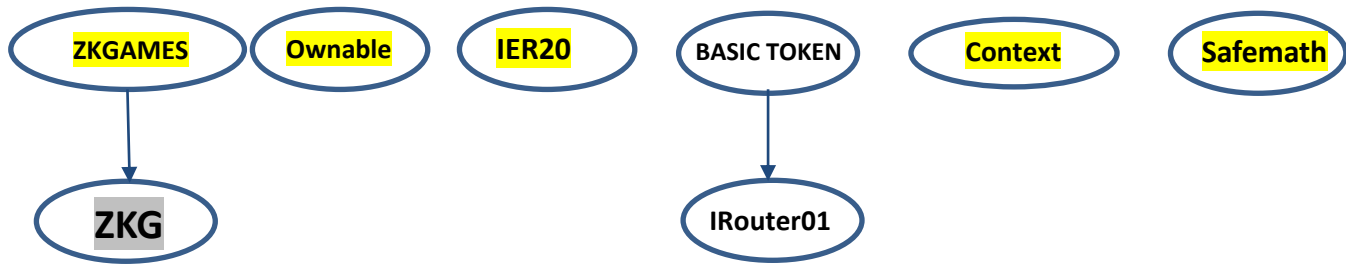 ZKGAMES
Ownable
IER20
BASIC TOKEN
Context
Safemath
ZKG
IRouter01